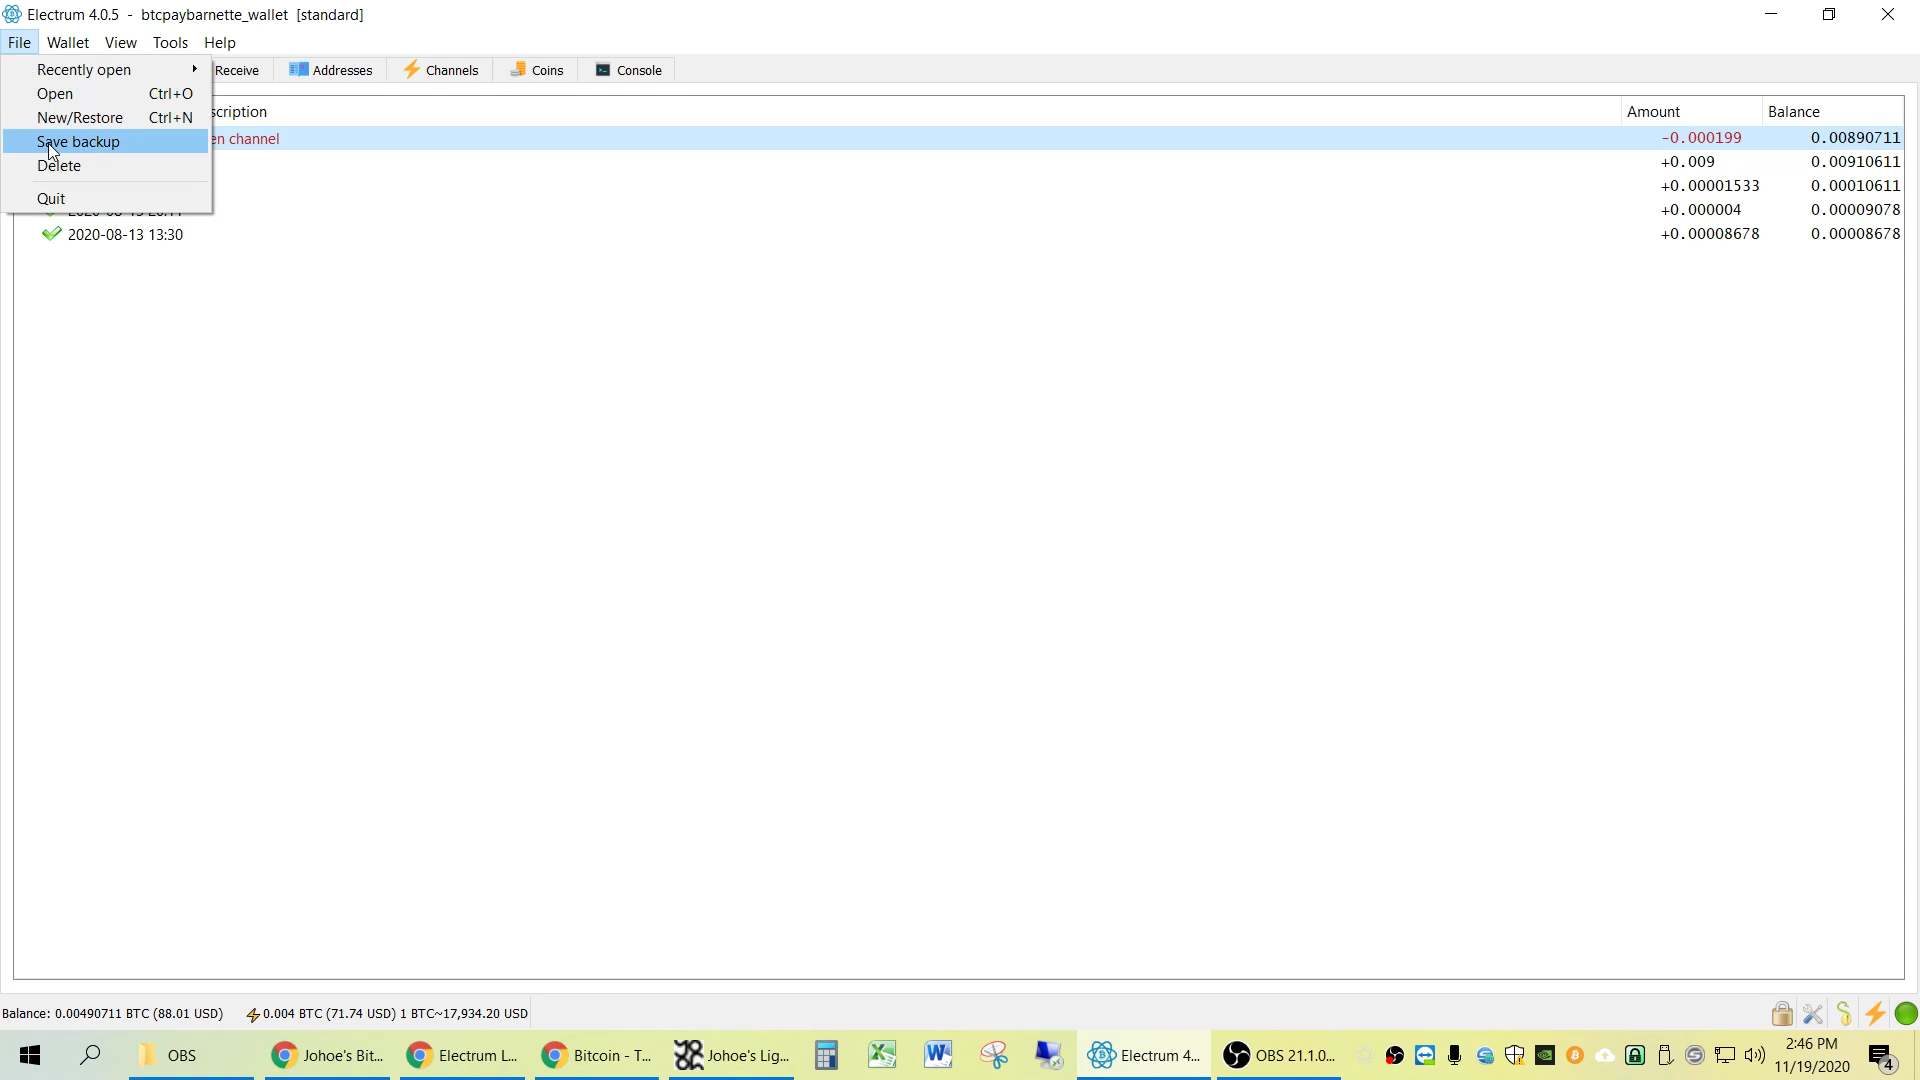 Electrum 4.0.5 - btcpaybarnette_wallet [standard]
File Wallet View Tools Help
Recently open
Open Ctrl+O
New/Restore Ctrl+N
Save backup
Delete
Quit
Receive Addresses Channels Coins Console
scription Amount Balance
en channel -0.000199 0.00890711
+0.009 0.00910611
+0.00001533 0.00010611
+0.000004 0.00009078
2020-08-13 13:30 +0.00008678 0.00008678
Balance: 0.00490711 BTC (88.01 USD) 0.004 BTC (71.74 USD) 1 BTC~17,934.20 USD
OBS Johoe's Bit... Electrum L... Bitcoin - T... Johoe's Lig... Electrum 4... OBS 21.1.0... 2:46 PM
11/19/2020 4